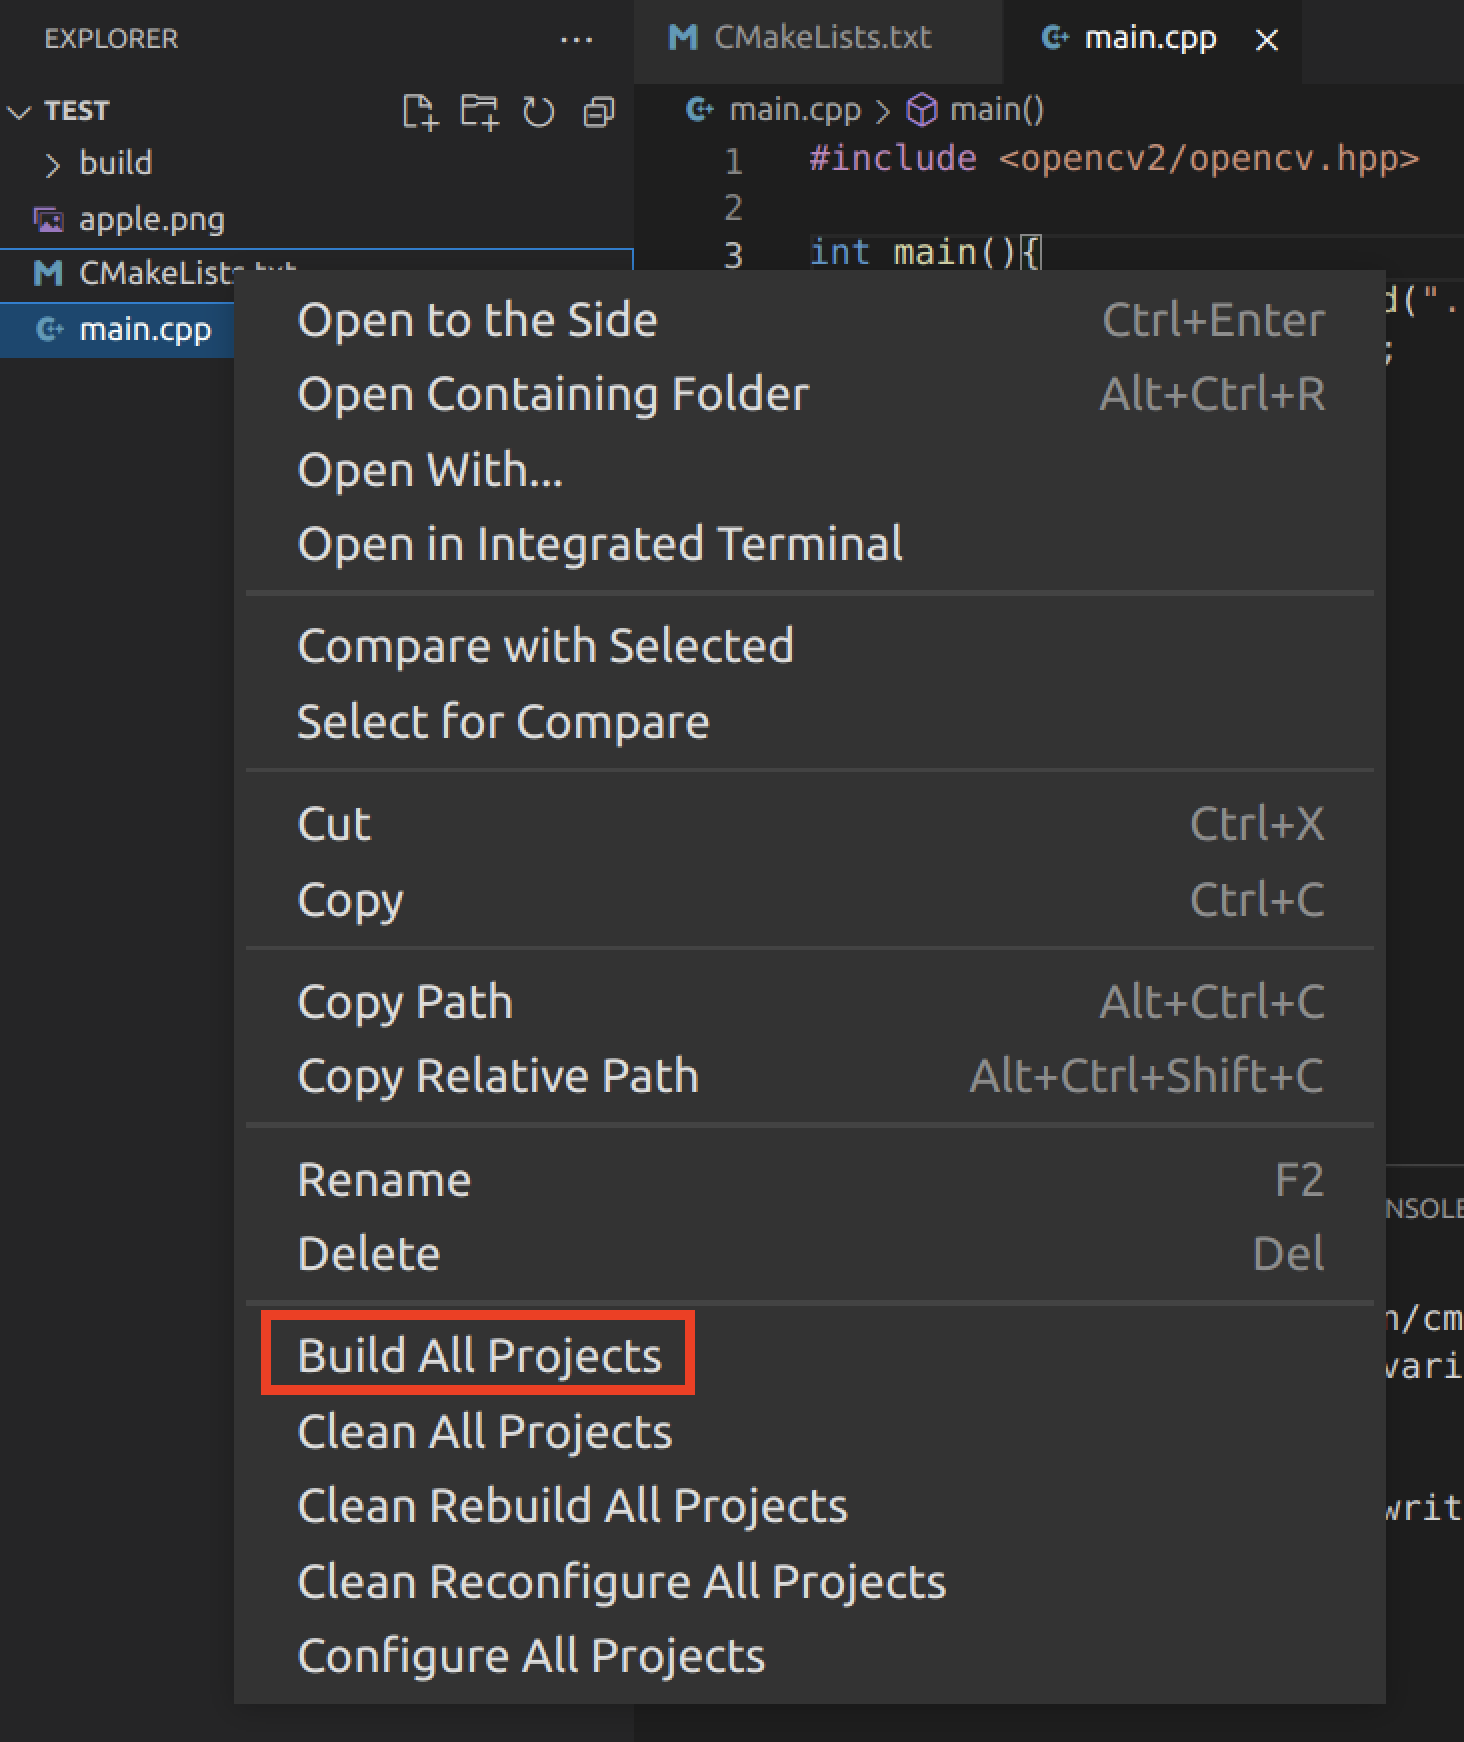 EXPLORER
CMakeLists.txt
main.cpp
TEST
main.cpp > main()
build
1 #include <opencv2/opencv.hpp>
apple.png
2
3 int main(){
CMakeLists.txt
main.cpp
d(".
;
Open to the Side Ctrl+Enter
Open Containing Folder Alt+Ctrl+R
Open With...
Open in Integrated Terminal
Compare with Selected
Select for Compare
Cut Ctrl+X
Copy Ctrl+C
Copy Path Alt+Ctrl+C
Copy Relative Path Alt+Ctrl+Shift+C
Rename F2
Delete Del
Build All Projects
Clean All Projects
Clean Rebuild All Projects
Clean Reconfigure All Projects
Configure All Projects
NSOLE
n/cm
vari
writ